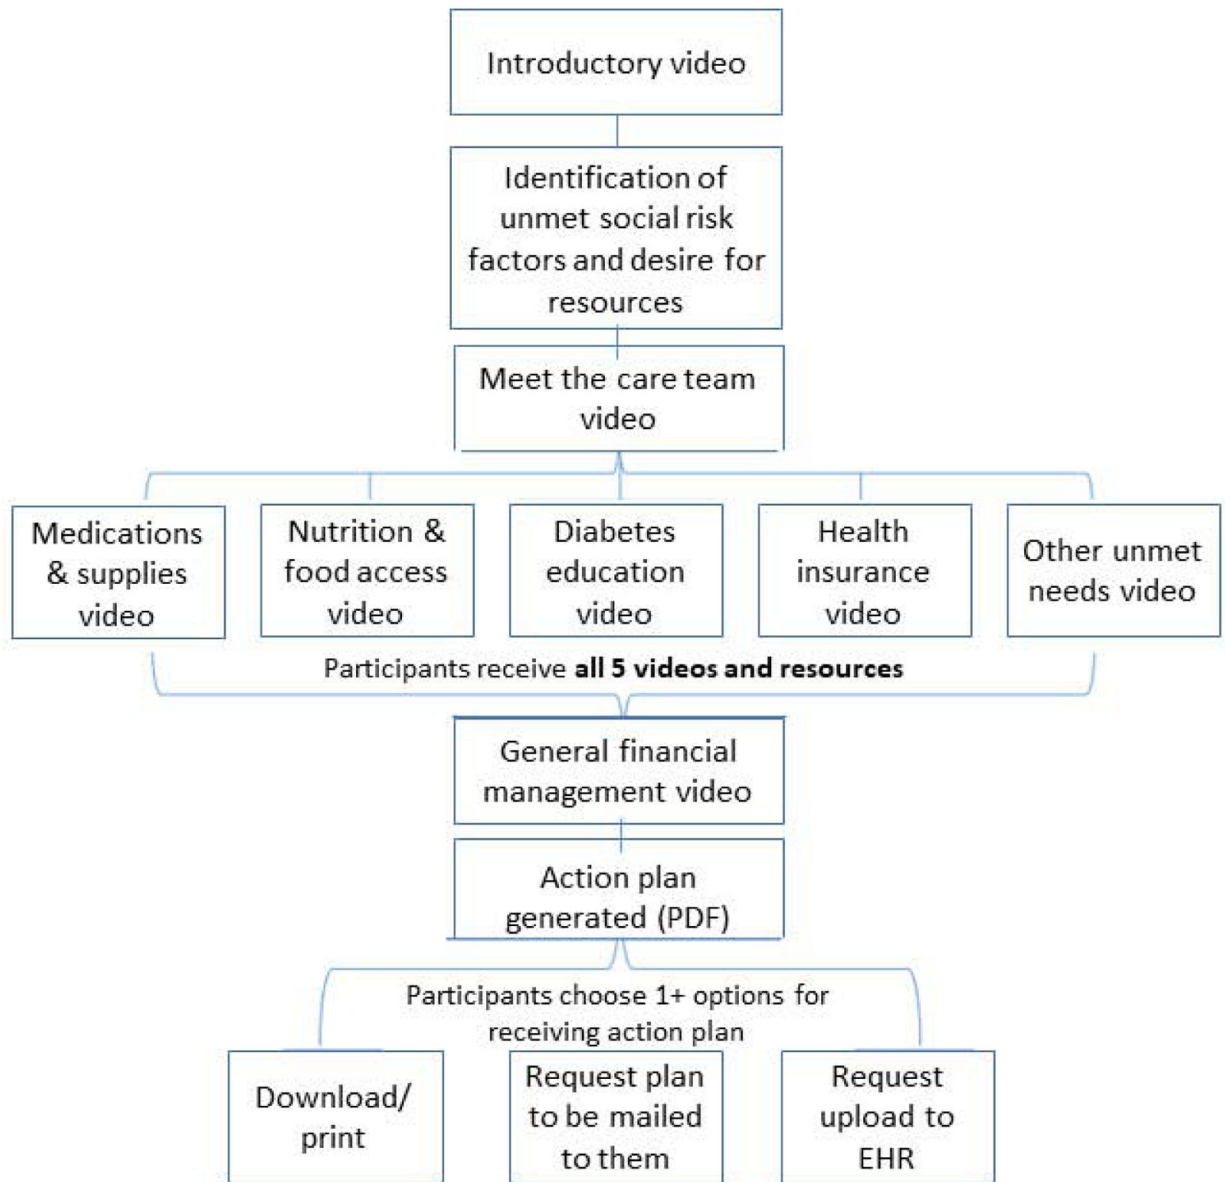 Introductory video
Identification of
unmet social risk
factors and desire for
resources
Meet the care team
video
Medications
& supplies
video
Nutrition &
food access
video
Diabetes
education
video
Health
insurance
video
Other unmet
needs video
Participants receive all 5 videos and resources
General financial
management video
Action plan
generated (PDF)
Participants choose 1+ options for
receiving action plan
Download/
print
Request plan
to be mailed
to them
Request
upload to
EHR